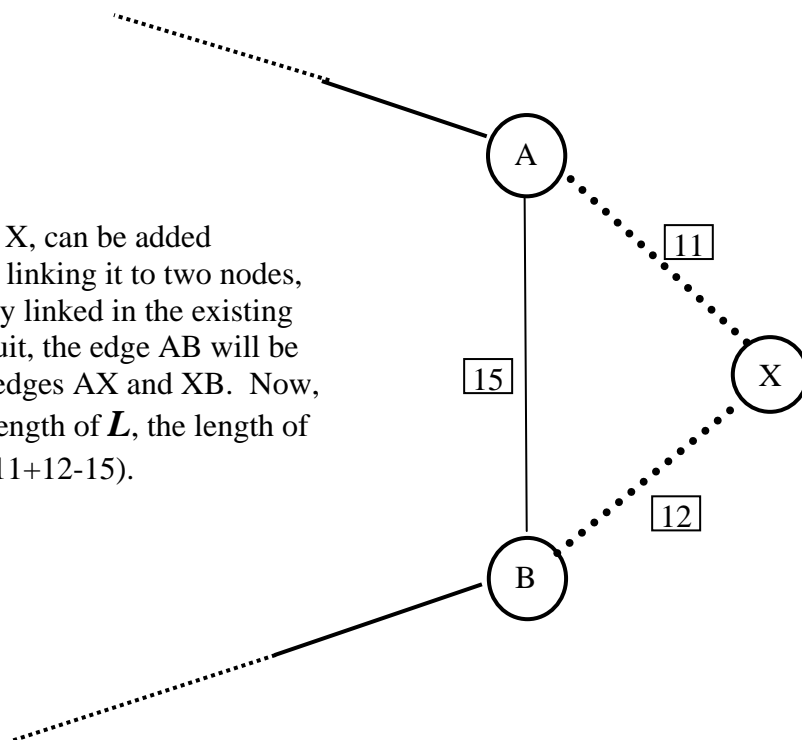 A
X, can be added
linking it to two nodes,
11
y linked in the existing
uit, the edge AB will be
edges AX and XB. Now,
15
X
ength of L, the length of
11+12-15).
12
B